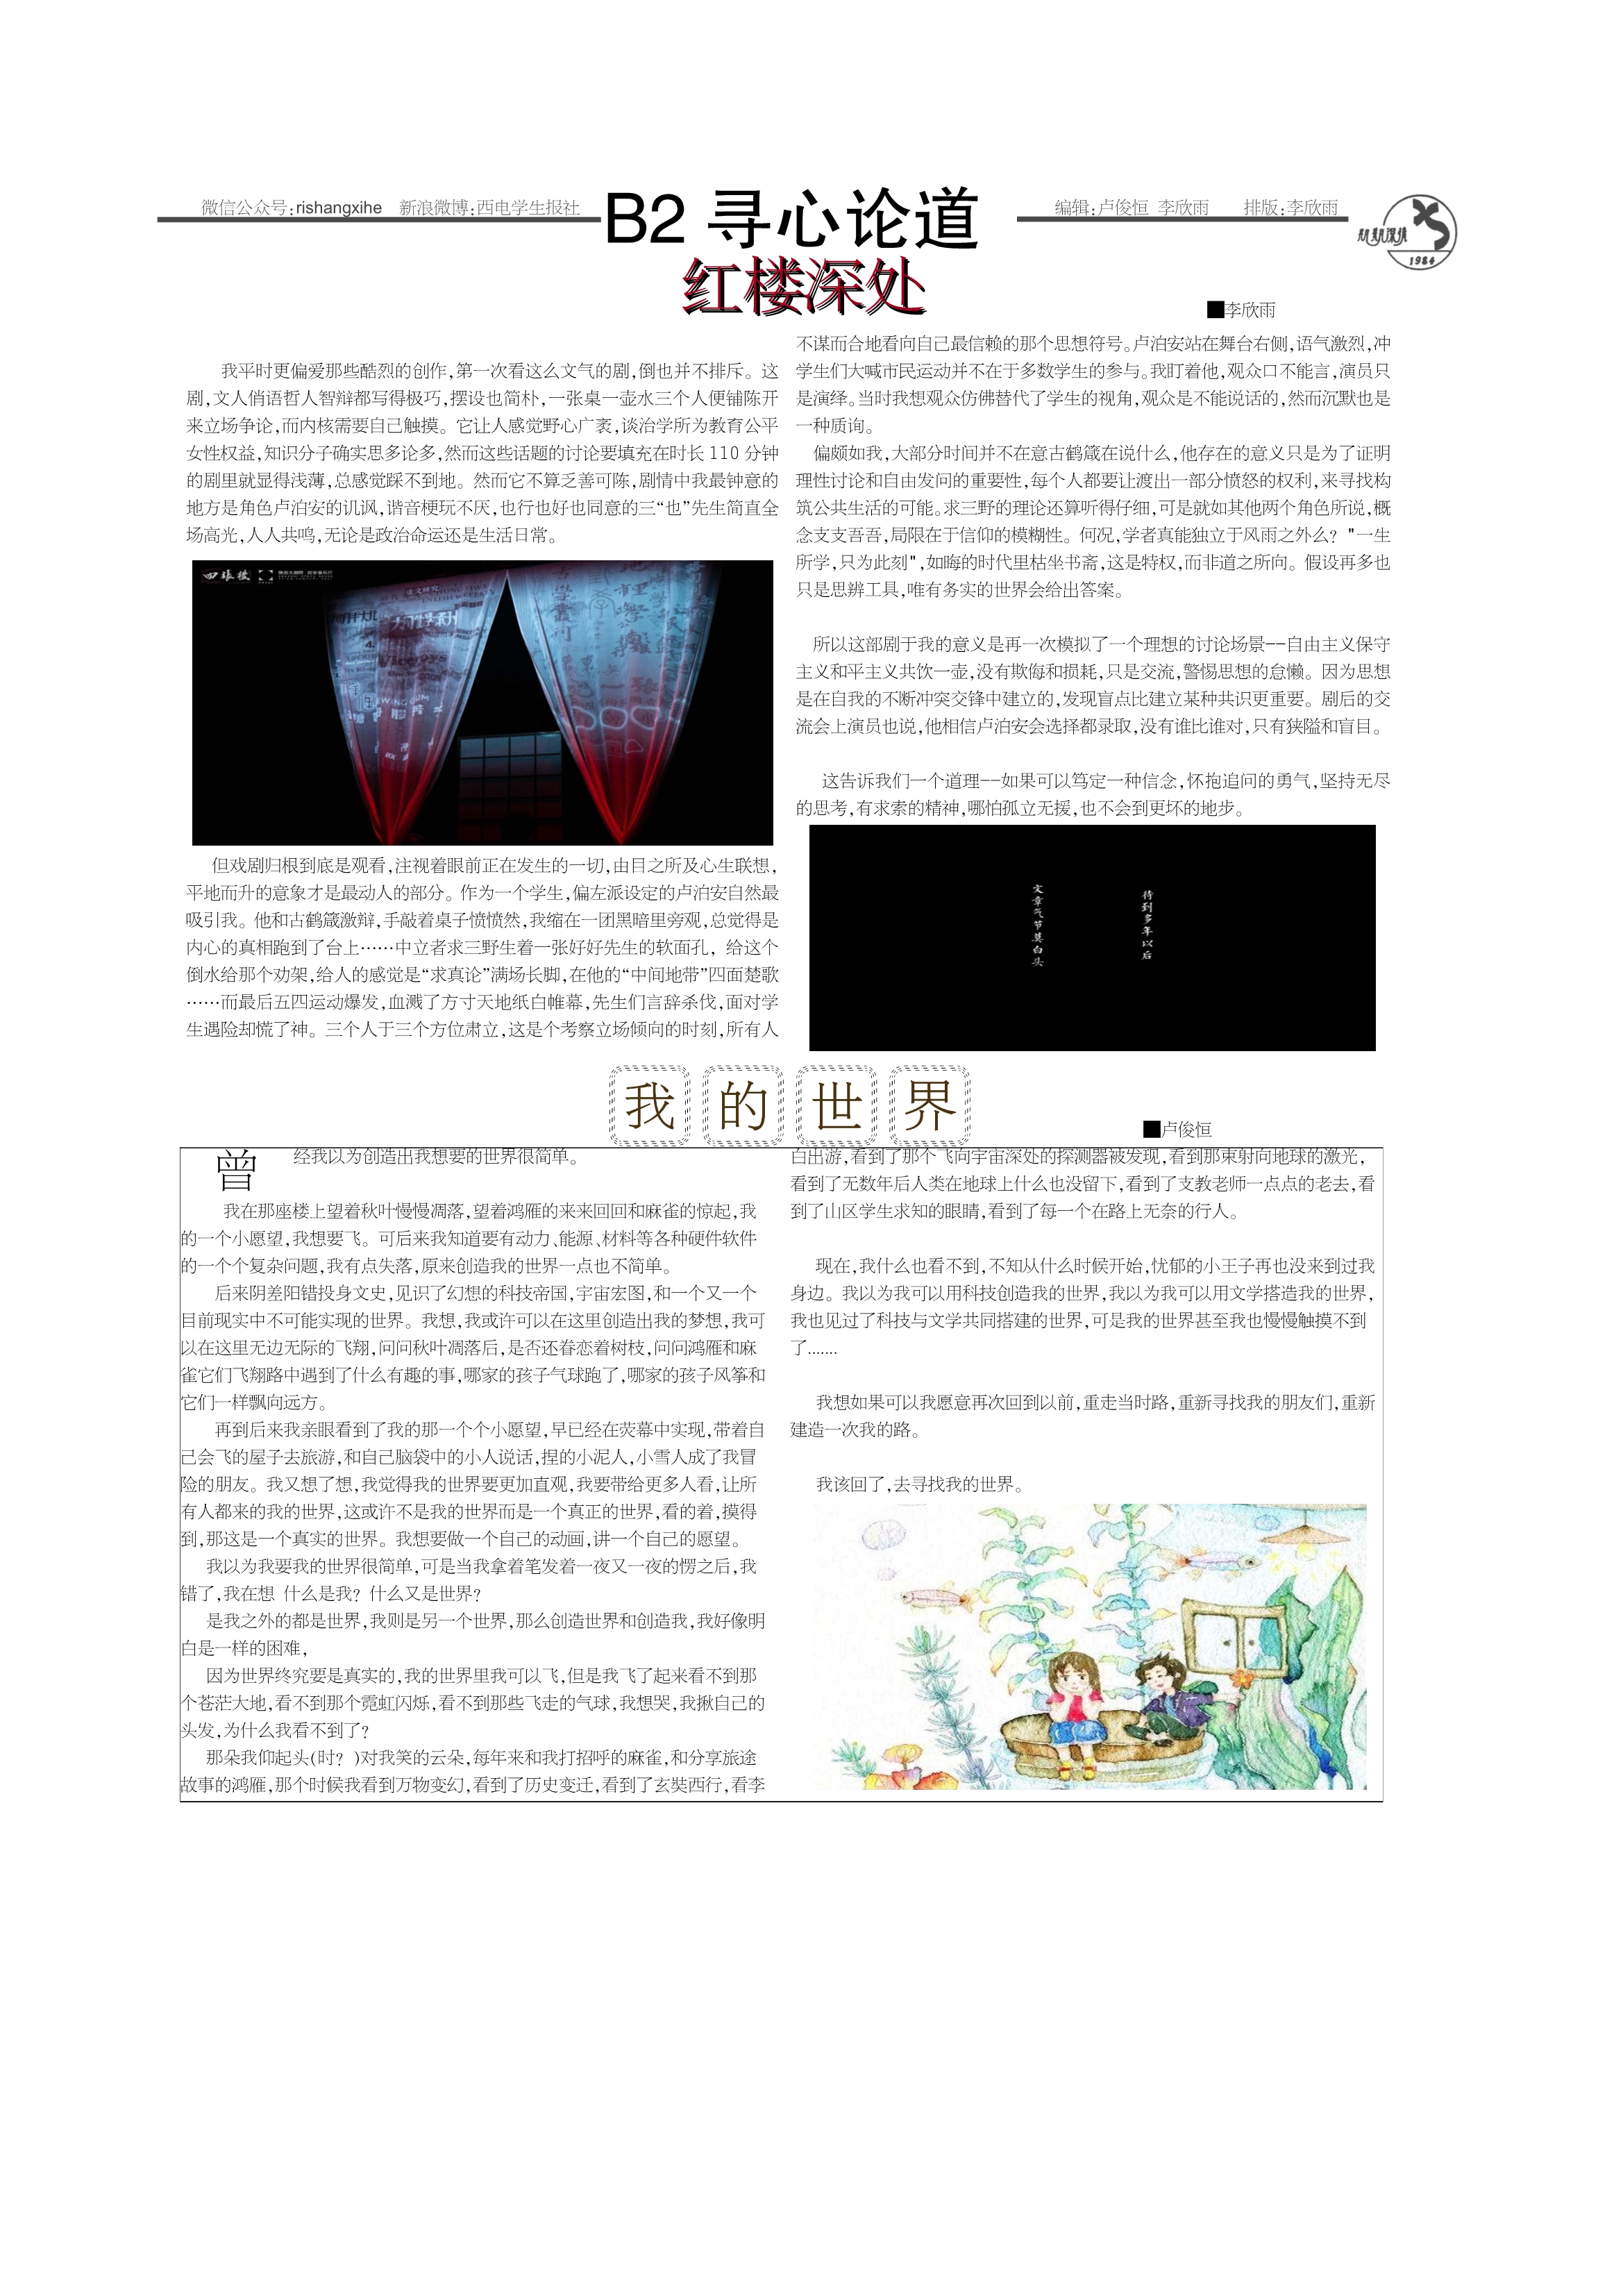 微信公众号:rishangxihe 新浪微博:西电学生报社
B2 寻心论道
编辑:卢俊恒 李欣雨 排版:李欣雨
1984
红楼深处
■李欣雨
我平时更偏爱那些酷烈的创作,第一次看这么文气的剧,倒也并不排斥。这
剧,文人俏语哲人智辩都写得极巧,摆设也简朴,一张桌一壶水三个人便铺陈开
来立场争论,而内核需要自己触摸。它让人感觉野心广袤,谈治学所为教育公平
女性权益,知识分子确实思多论多,然而这些话题的讨论要填充在时长 110 分钟
的剧里就显得浅薄,总感觉踩不到地。然而它不算乏善可陈,剧情中我最钟意的
地方是角色卢泊安的讥讽,谐音梗玩不厌,也行也好也同意的三“也”先生简直全
场高光,人人共鸣,无论是政治命运还是生活日常。
但戏剧归根到底是观看,注视着眼前正在发生的一切,由目之所及心生联想,
平地而升的意象才是最动人的部分。作为一个学生,偏左派设定的卢泊安自然最
吸引我。他和古鹤箴激辩,手敲着桌子愤愤然,我缩在一团黑暗里旁观,总觉得是
内心的真相跑到了台上……中立者求三野生着一张好好先生的软面孔, 给这个
倒水给那个劝架,给人的感觉是“求真论”满场长脚,在他的“中间地带”四面楚歌
……而最后五四运动爆发,血溅了方寸天地纸白帷幕,先生们言辞杀伐,面对学
生遇险却慌了神。三个人于三个方位肃立,这是个考察立场倾向的时刻,所有人
不谋而合地看向自己最信赖的那个思想符号。卢泊安站在舞台右侧,语气激烈,冲
学生们大喊市民运动并不在于多数学生的参与。我盯着他,观众口不能言,演员只
是演绎。当时我想观众仿佛替代了学生的视角,观众是不能说话的,然而沉默也是
一种质询。
偏颇如我,大部分时间并不在意古鹤箴在说什么,他存在的意义只是为了证明
理性讨论和自由发问的重要性,每个人都要让渡出一部分愤怒的权利,来寻找构
筑公共生活的可能。求三野的理论还算听得仔细,可是就如其他两个角色所说,概
念支支吾吾,局限在于信仰的模糊性。何况,学者真能独立于风雨之外么? "一生
所学,只为此刻",如晦的时代里枯坐书斋,这是特权,而非道之所向。假设再多也
只是思辨工具,唯有务实的世界会给出答案。
所以这部剧于我的意义是再一次模拟了一个理想的讨论场景——自由主义保守
主义和平主义共饮一壶,没有欺侮和损耗,只是交流,警惕思想的怠懒。因为思想
是在自我的不断冲突交锋中建立的,发现盲点比建立某种共识更重要。剧后的交
流会上演员也说,他相信卢泊安会选择都录取,没有谁比谁对,只有狭隘和盲目。
这告诉我们一个道理——如果可以笃定一种信念,怀抱追问的勇气,坚持无尽
的思考,有求索的精神,哪怕孤立无援,也不会到更坏的地步。
待到多年以后
文章气节莫白头
我的世界
■卢俊恒
曾经我以为创造出我想要的世界很简单。
我在那座楼上望着秋叶慢慢凋落,望着鸿雁的来来回回和麻雀的惊起,我
的一个小愿望,我想要飞。可后来我知道要有动力、能源、材料等各种硬件软件
的一个个复杂问题,我有点失落,原来创造我的世界一点也不简单。
后来阴差阳错投身文史,见识了幻想的科技帝国,宇宙宏图,和一个又一个
目前现实中不可能实现的世界。我想,我或许可以在这里创造出我的梦想,我可
以在这里无边无际的飞翔,问问秋叶凋落后,是否还眷恋着树枝,问问鸿雁和麻
雀它们飞翔路中遇到了什么有趣的事,哪家的孩子气球跑了,哪家的孩子风筝和
它们一样飘向远方。
再到后来我亲眼看到了我的那一个个小愿望,早已经在荧幕中实现,带着自
己会飞的屋子去旅游,和自己脑袋中的小人说话,捏的小泥人,小雪人成了我冒
险的朋友。我又想了想,我觉得我的世界要更加直观,我要带给更多人看,让所
有人都来的我的世界,这或许不是我的世界而是一个真正的世界,看的着,摸得
到,那这是一个真实的世界。我想要做一个自己的动画,讲一个自己的愿望。
我以为我要我的世界很简单,可是当我拿着笔发着一夜又一夜的愣之后,我
错了,我在想 什么是我? 什么又是世界?
是我之外的都是世界,我则是另一个世界,那么创造世界和创造我,我好像明
白是一样的困难,
因为世界终究要是真实的,我的世界里我可以飞,但是我飞了起来看不到那
个苍茫大地,看不到那个霓虹闪烁,看不到那些飞走的气球,我想哭,我揪自己的
头发,为什么我看不到了?
那朵我仰起头(时? )对我笑的云朵,每年来和我打招呼的麻雀,和分享旅途
故事的鸿雁,那个时候我看到万物变幻,看到了历史变迁,看到了玄奘西行,看李
白出游,看到了那个飞向宇宙深处的探测器被发现,看到那束射向地球的激光,
看到了无数年后人类在地球上什么也没留下,看到了支教老师一点点的老去,看
到了山区学生求知的眼睛,看到了每一个在路上无奈的行人。
现在,我什么也看不到,不知从什么时候开始,忧郁的小王子再也没来到过我
身边。我以为我可以用科技创造我的世界,我以为我可以用文学搭造我的世界,
我也见过了科技与文学共同搭建的世界,可是我的世界甚至我也慢慢触摸不到
了.......
我想如果可以我愿意再次回到以前,重走当时路,重新寻找我的朋友们,重新
建造一次我的路。
我该回了,去寻找我的世界。